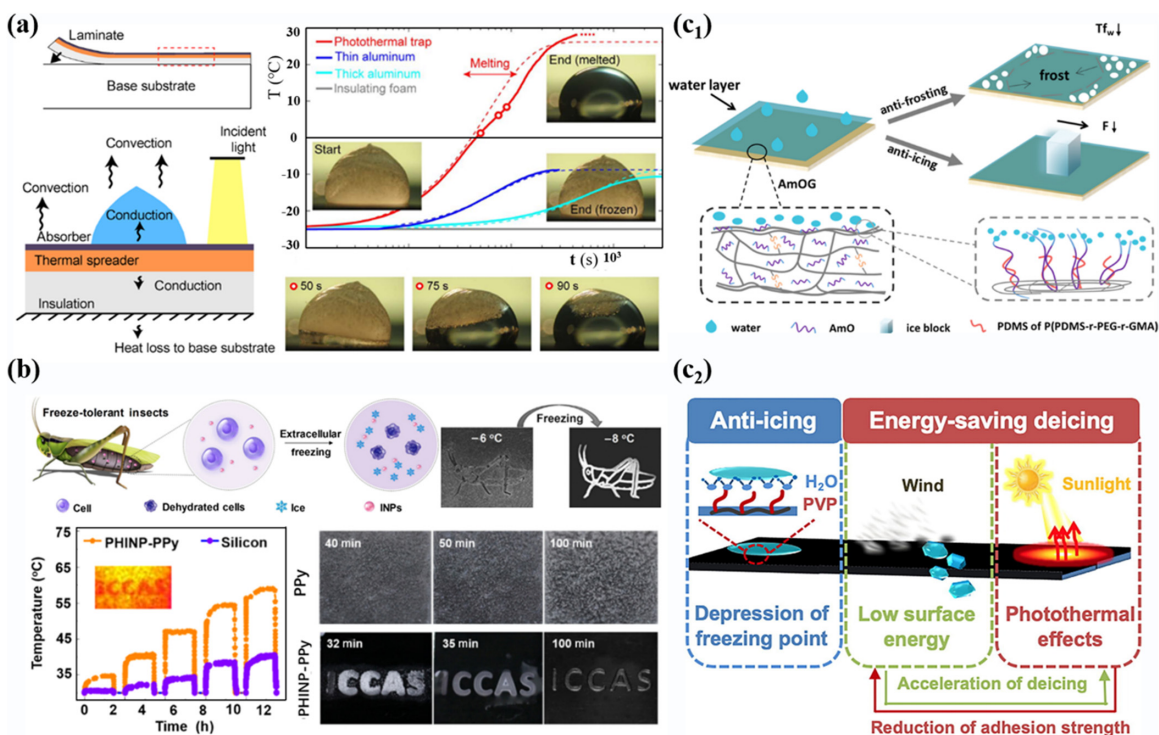 (a)
Laminate
Base substrate
Convection
Incident
light
Convection
Conduction
Absorber
Thermal spreader
Conduction
Insulation
Heat loss to base substrate
T (°C)
30
20
10
0
-10
-20
-30
Photothermal trap
Thin aluminum
Thick aluminum
Insulating foam
Melting
End (melted)
Start
End (frozen)
10²
t (s) 10³
50 s
75 s
90 s
(c₁)
water layer
AmOG
anti-frosting
anti-icing
Tfw↓
frost
F↓
water
AmO
ice block
PDMS of P(PDMS-r-PEG-r-GMA)
(b)
Freeze-tolerant insects
Extracellular
freezing
Freezing
−6 °C
−8 °C
Cell
Dehydrated cells
Ice
INPs
Temperature (°C)
75
65
55
45
35
PHINP-PPy
Silicon
ICCAS
0 2 4 6 8 10 12
Time (h)
PPy
40 min
50 min
100 min
PHINP-PPy
32 min
35 min
100 min
ICCAS
ICCAS
ICCAS
(c₂)
Anti-icing
Energy-saving deicing
H₂O
PVP
Wind
Sunlight
Depression of
freezing point
Low surface
energy
Photothermal
effects
Acceleration of deicing
Reduction of adhesion strength